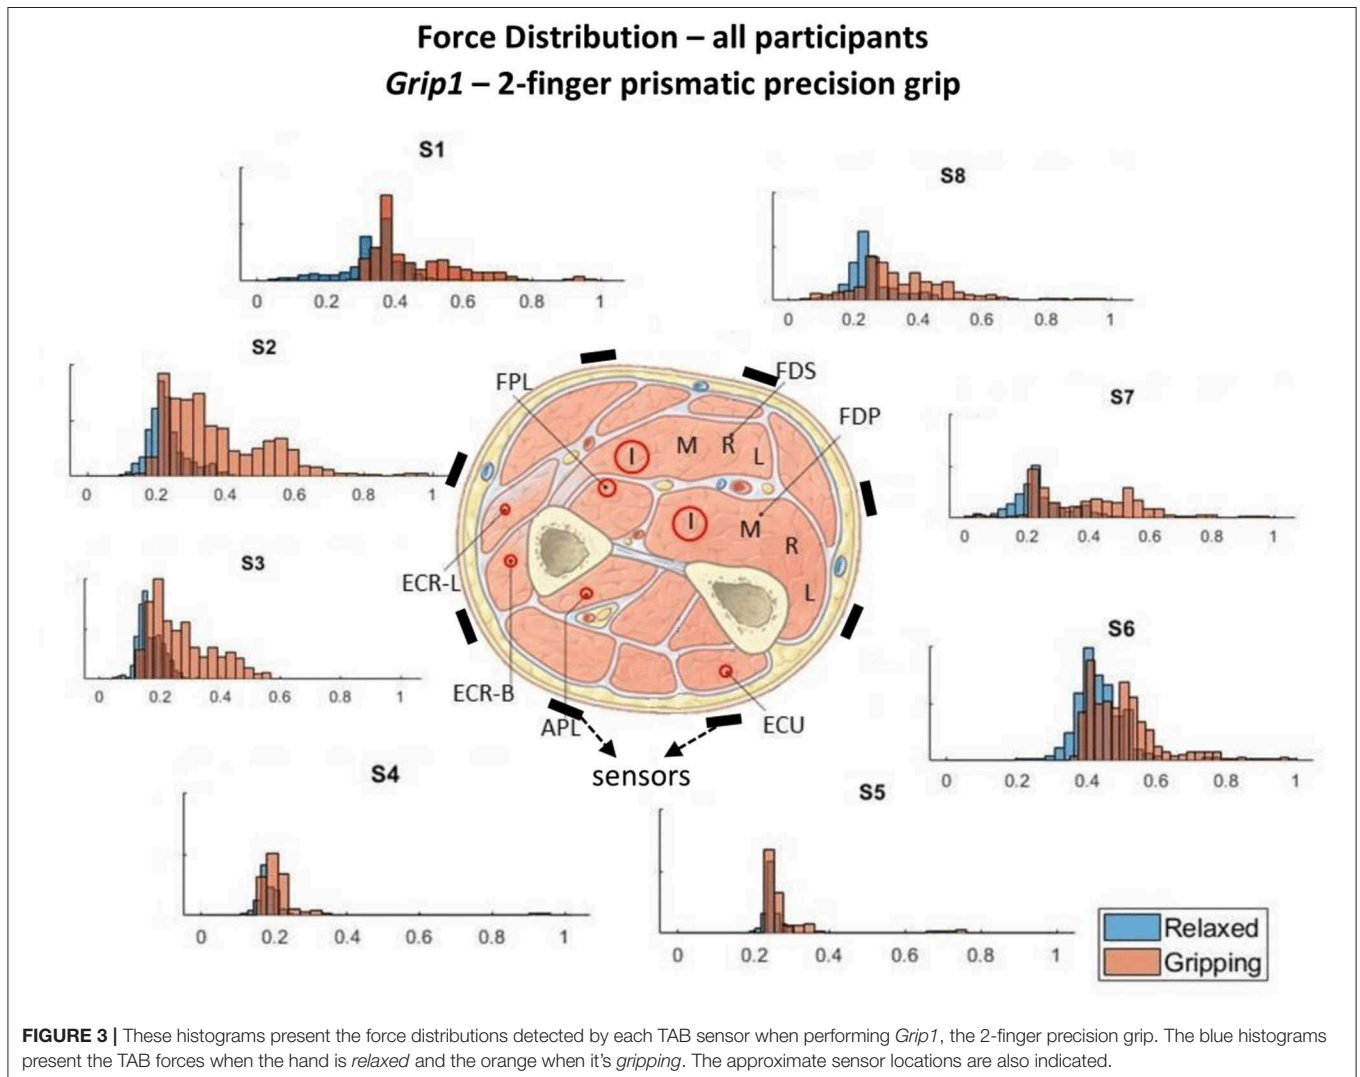 Force Distribution – all participants
Grip1 – 2-finger prismatic precision grip
S1
0 0.2 0.4 0.6 0.8 1
S8
0 0.2 0.4 0.6 0.8 1
S2
0 0.2 0.4 0.6 0.8 1
S7
0 0.2 0.4 0.6 0.8 1
S3
0 0.2 0.4 0.6 0.8 1
S6
0 0.2 0.4 0.6 0.8 1
S4
0 0.2 0.4 0.6 0.8 1
S5
0 0.2 0.4 0.6 0.8 1
FPL
FDS
FDP
I M R L
I M R L
ECR-L
ECR-B
APL
ECU
sensors
Relaxed
Gripping
FIGURE 3 | These histograms present the force distributions detected by each TAB sensor when performing Grip1, the 2-finger precision grip. The blue histograms
present the TAB forces when the hand is relaxed and the orange when it's gripping. The approximate sensor locations are also indicated.